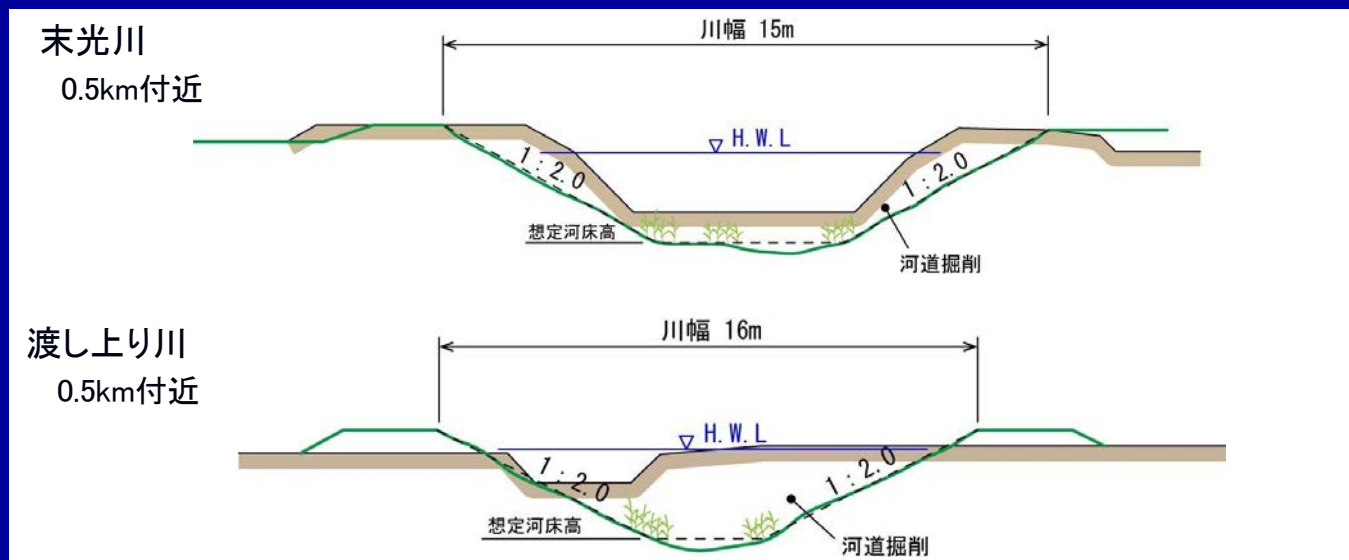 末光川
0.5km付近
川幅 15m
H.W.L
1:2.0
1:2.0
想定河床高
河道掘削
渡し上り川
0.5km付近
川幅 16m
H.W.L
1:2.0
1:2.0
想定河床高
河道掘削